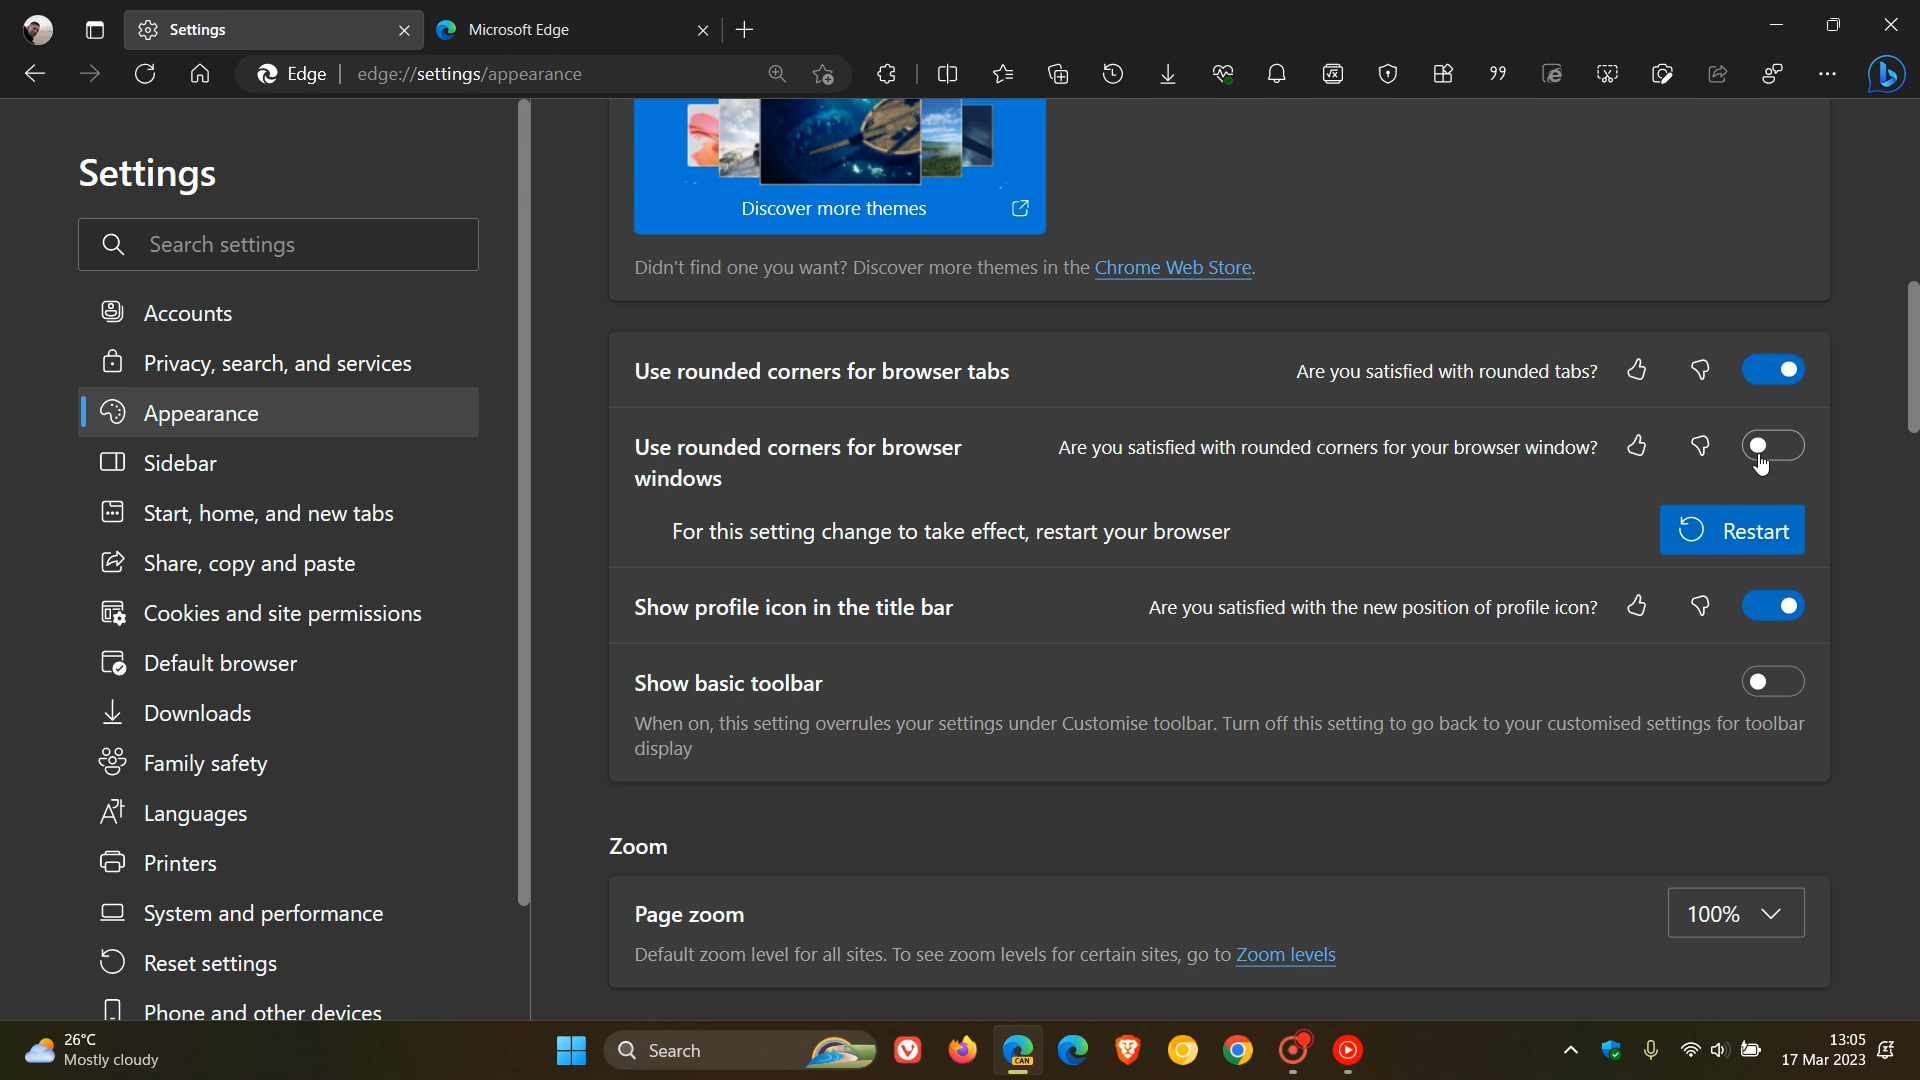 Settings
Microsoft Edge
Edge
edge://settings/appearance
Settings
Search settings
Accounts
Privacy, search, and services
Appearance
Sidebar
Start, home, and new tabs
Share, copy and paste
Cookies and site permissions
Default browser
Downloads
Family safety
Languages
Printers
System and performance
Reset settings
Phone and other devices
Discover more themes
Didn't find one you want? Discover more themes in the Chrome Web Store.
Use rounded corners for browser tabs
Are you satisfied with rounded tabs?
Use rounded corners for browser
windows
Are you satisfied with rounded corners for your browser window?
For this setting change to take effect, restart your browser
Restart
Show profile icon in the title bar
Are you satisfied with the new position of profile icon?
Show basic toolbar
When on, this setting overrules your settings under Customise toolbar. Turn off this setting to go back to your customised settings for toolbar
display
Zoom
Page zoom
100%
Default zoom level for all sites. To see zoom levels for certain sites, go to Zoom levels
26°C
Mostly cloudy
Search
CAN
13:05
17 Mar 2023